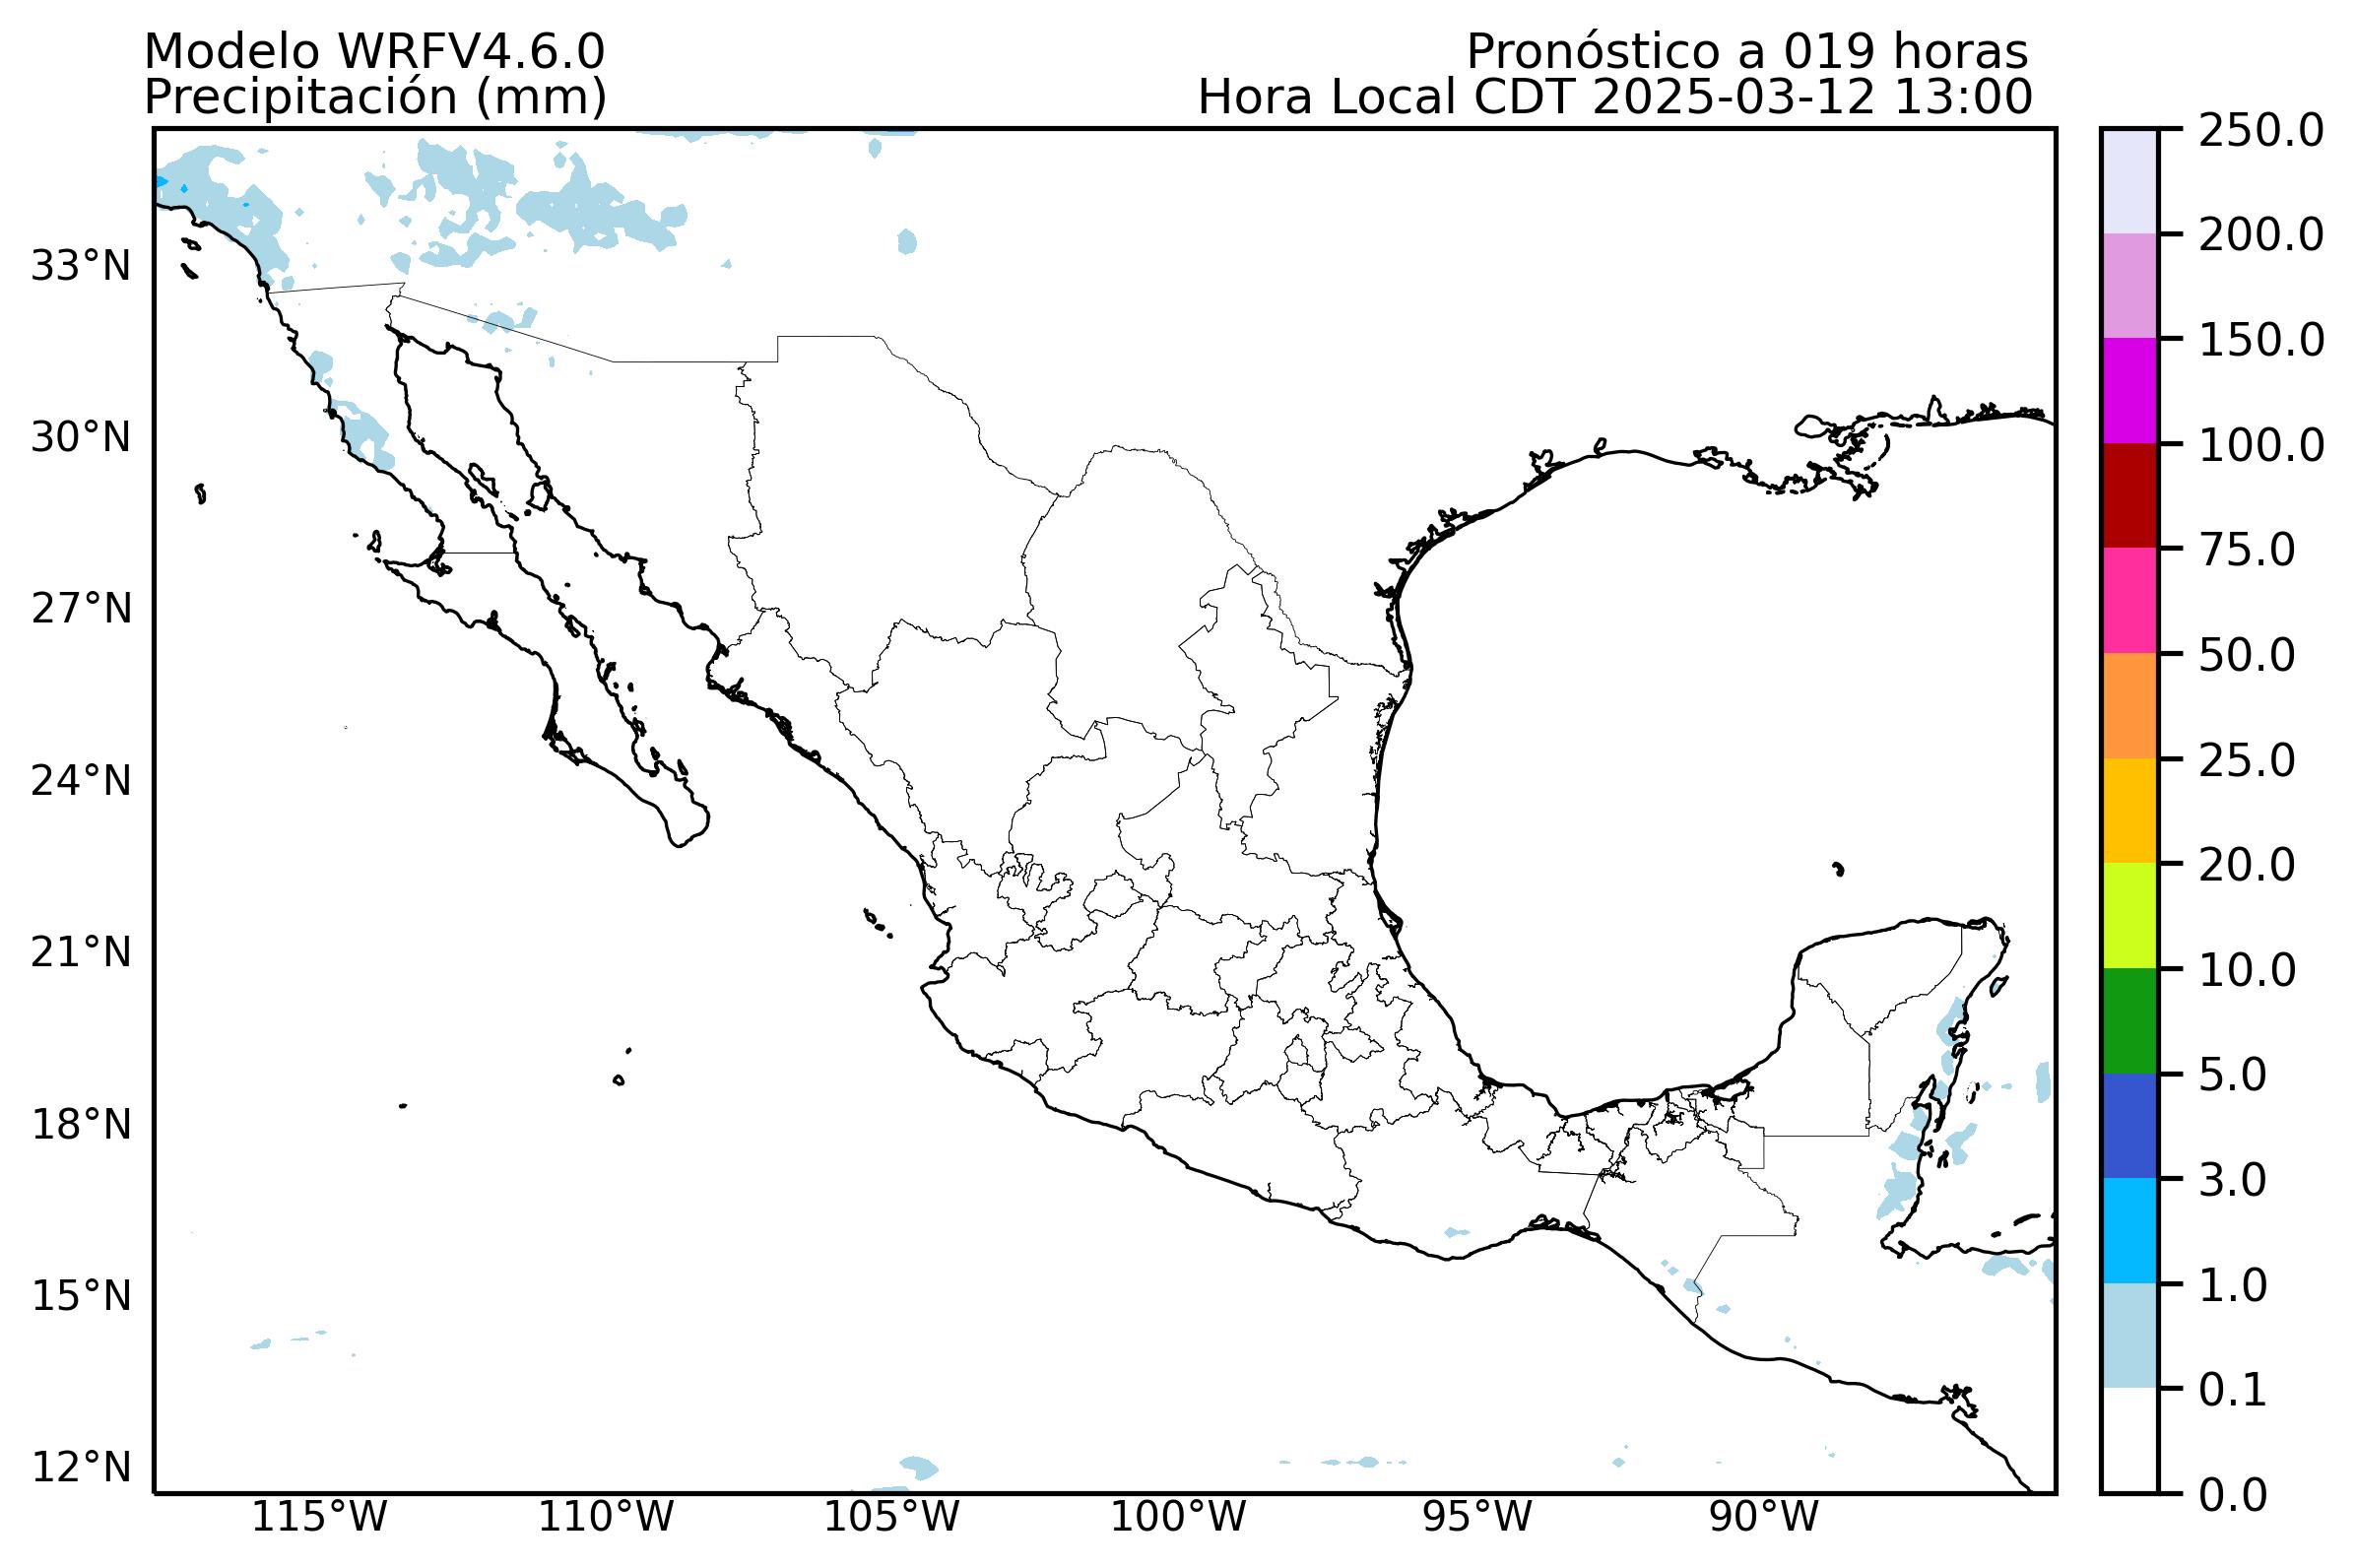 Modelo WRFV4.6.0
Precipitación (mm)
Pronóstico a 019 horas
Hora Local CDT 2025-03-12 13:00
33°N
30°N
27°N
24°N
21°N
18°N
15°N
12°N
115°W
110°W
105°W
100°W
95°W
90°W
250.0
200.0
150.0
100.0
75.0
50.0
25.0
20.0
10.0
5.0
3.0
1.0
0.1
0.0